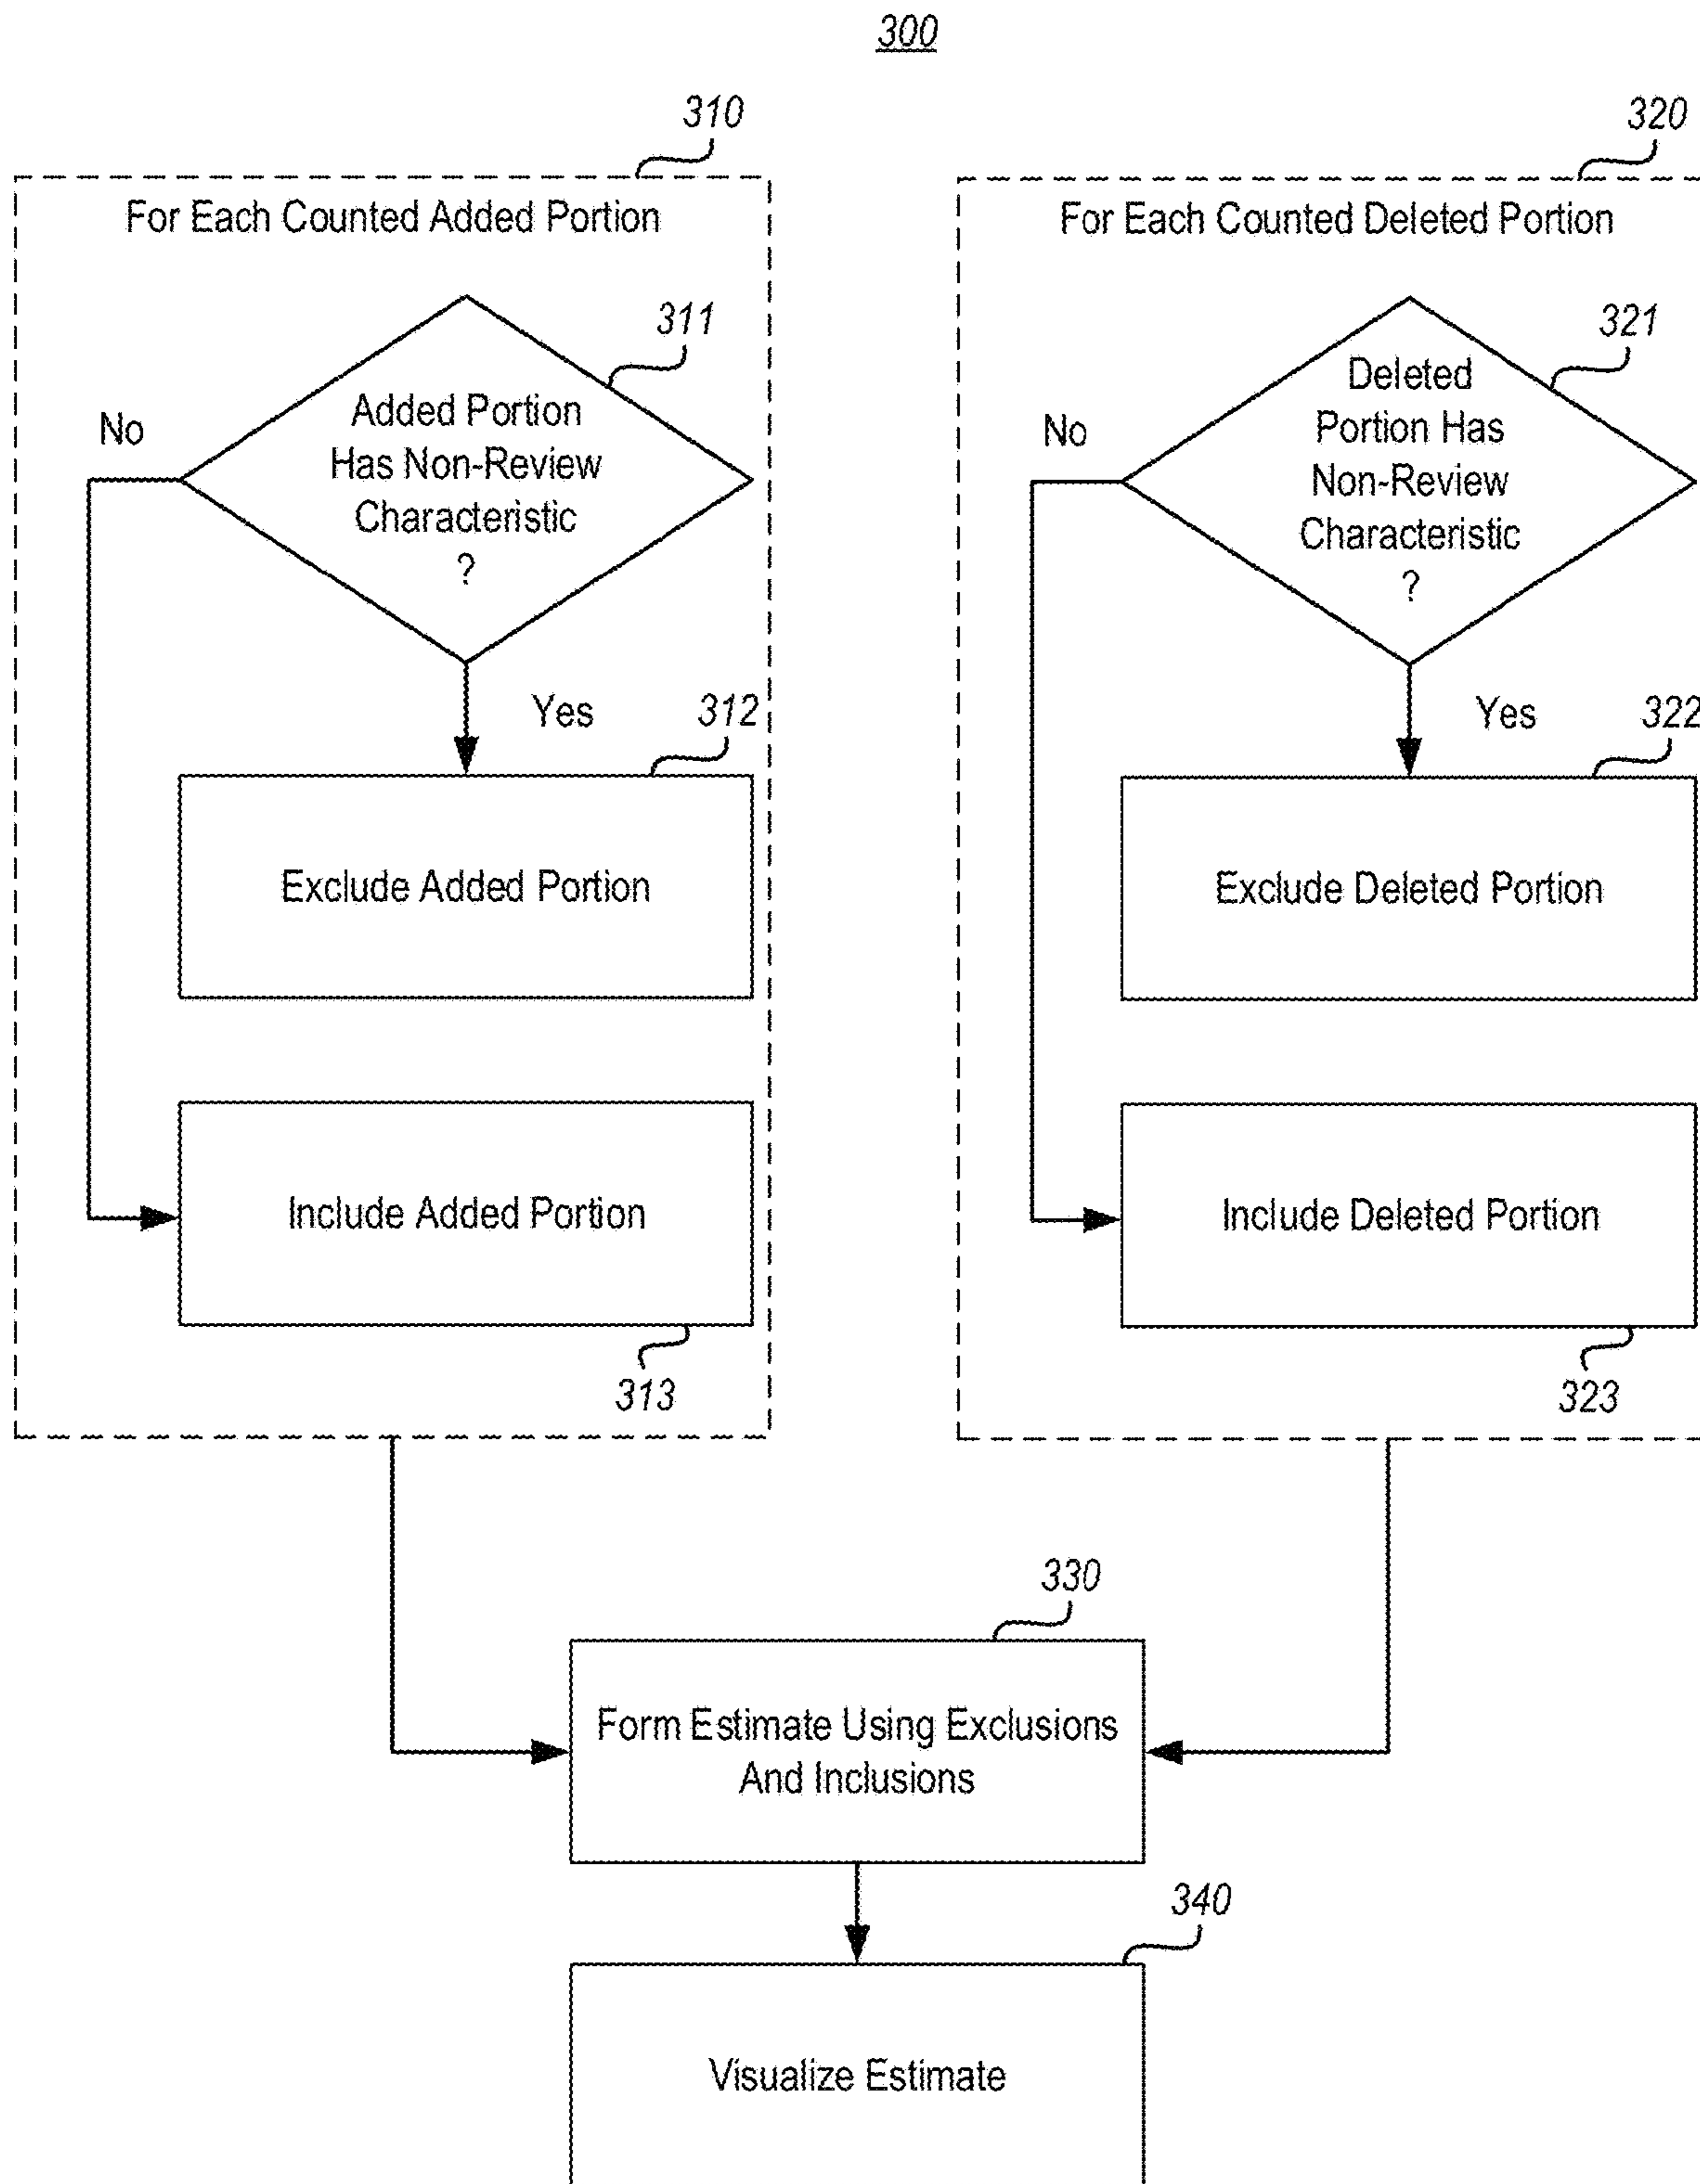 300
310
For Each Counted Added Portion
311
Added Portion
Has Non-Review
Characteristic
?
No
Yes
312
Exclude Added Portion
Include Added Portion
313
320
For Each Counted Deleted Portion
321
Deleted
Portion Has
Non-Review
Characteristic
?
No
Yes
322
Exclude Deleted Portion
Include Deleted Portion
323
330
Form Estimate Using Exclusions
And Inclusions
340
Visualize Estimate